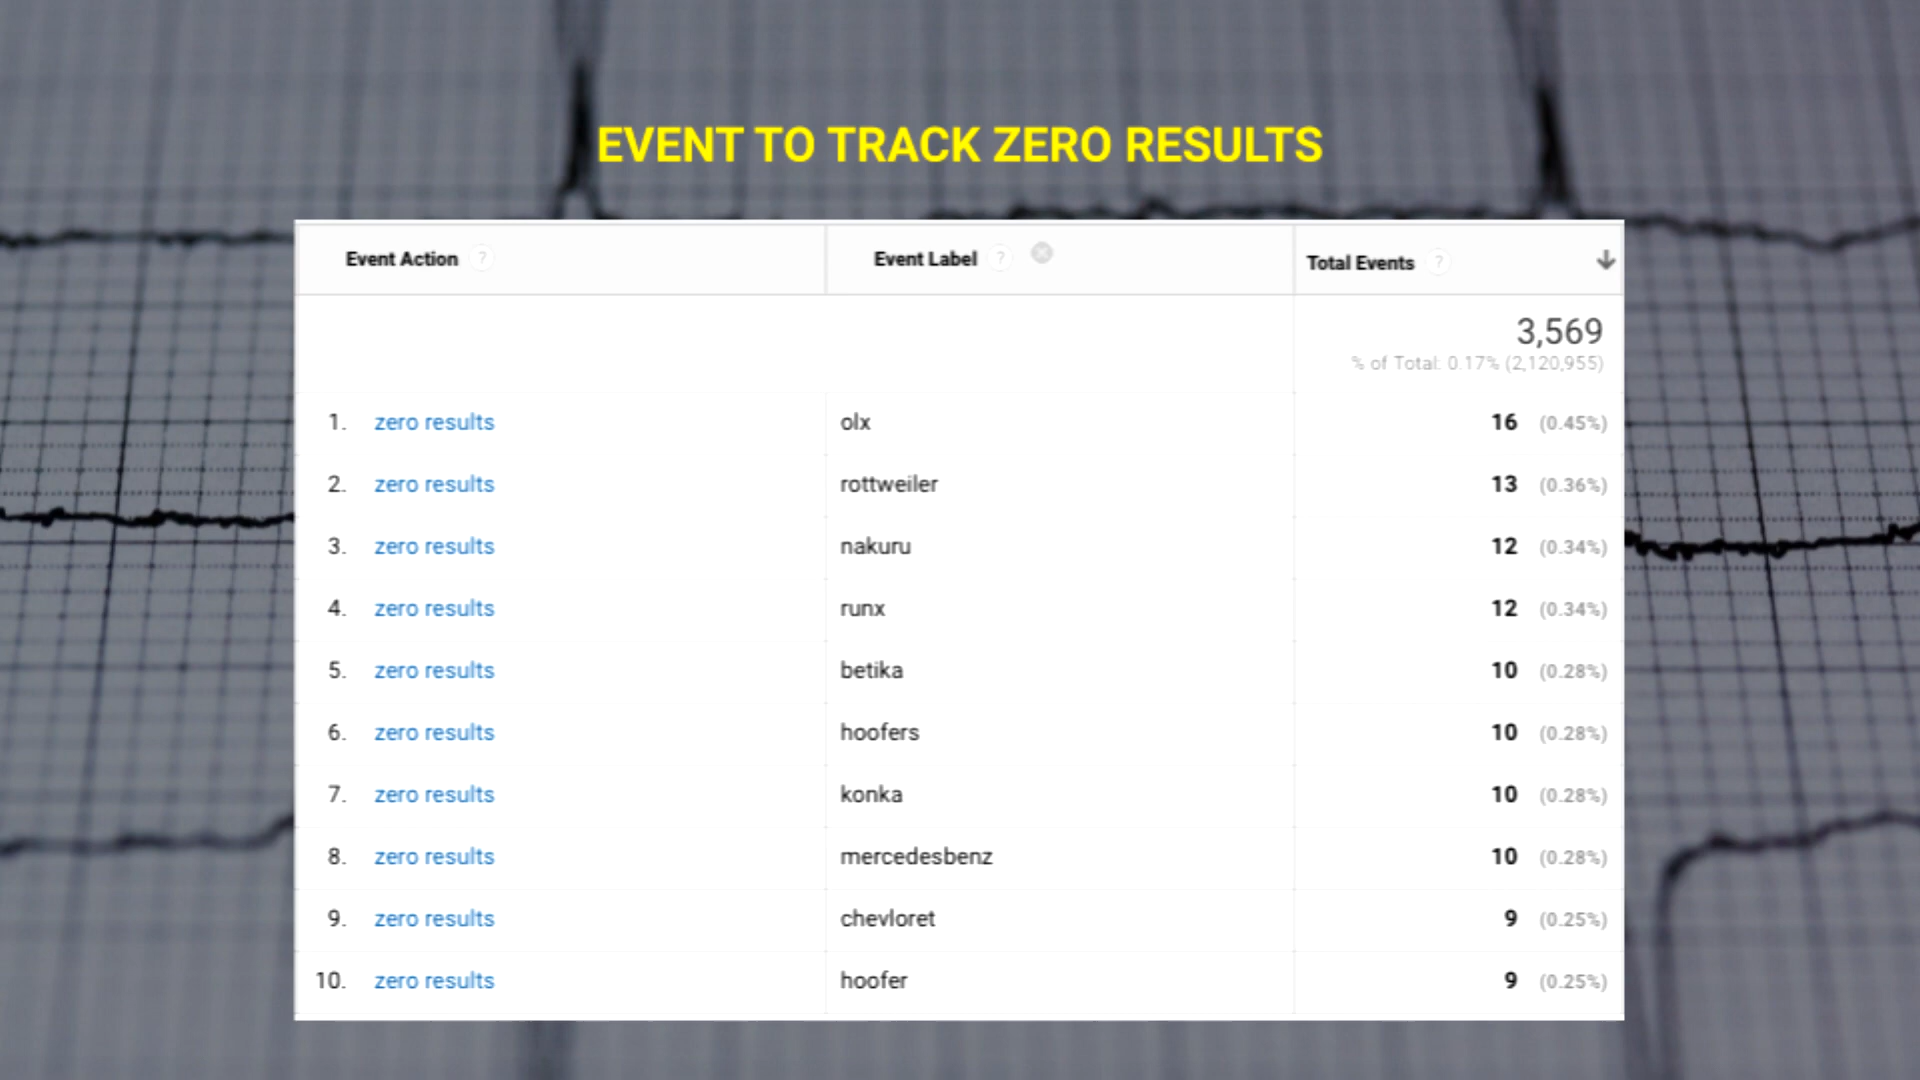 EVENT TO TRACK ZERO RESULTS
Event Action ? Event Label ? Total Events ?
3,569
% of Total: 0.17% (2,120,955)
1. zero results olx 16 (0.45%)
2. zero results rottweiler 13 (0.36%)
3. zero results nakuru 12 (0.34%)
4. zero results runx 12 (0.34%)
5. zero results betika 10 (0.28%)
6. zero results hoofers 10 (0.28%)
7. zero results konka 10 (0.28%)
8. zero results mercedesbenz 10 (0.28%)
9. zero results chevloret 9 (0.25%)
10. zero results hoofer 9 (0.25%)